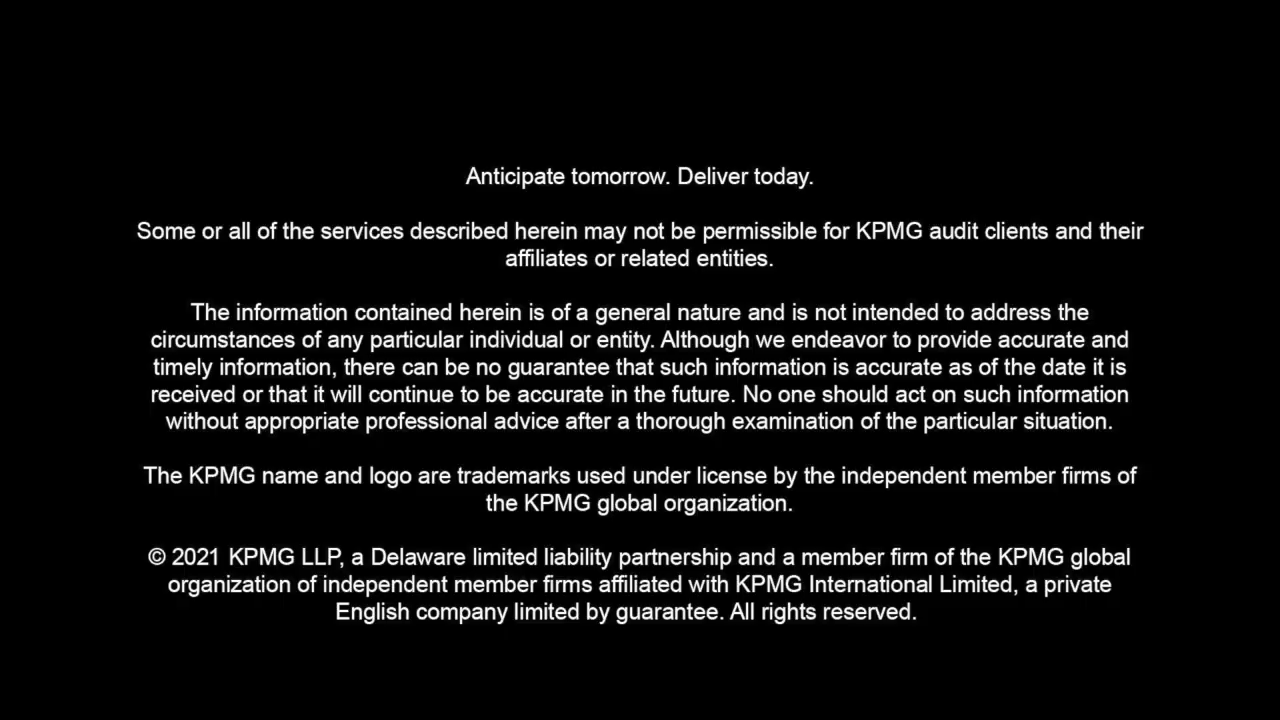 Anticipate tomorrow. Deliver today.
Some or all of the services described herein may not be permissible for KPMG audit clients and their
affiliates or related entities.
The information contained herein is of a general nature and is not intended to address the
circumstances of any particular individual or entity. Although we endeavor to provide accurate and
timely information, there can be no guarantee that such information is accurate as of the date it is
received or that it will continue to be accurate in the future. No one should act on such information
without appropriate professional advice after a thorough examination of the particular situation.
The KPMG name and logo are trademarks used under license by the independent member firms of
the KPMG global organization.
© 2021 KPMG LLP, a Delaware limited liability partnership and a member firm of the KPMG global
organization of independent member firms affiliated with KPMG International Limited, a private
English company limited by guarantee. All rights reserved.